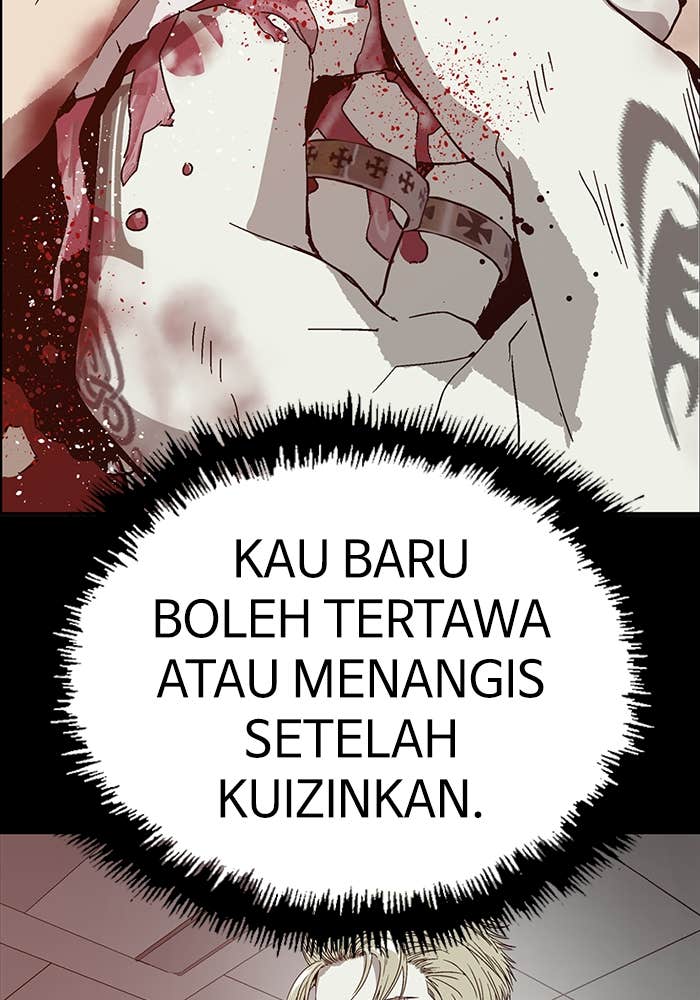 KAU BARU
BOLEH TERTAWA
ATAU MENANGIS
SETELAH
KUIZINKAN.